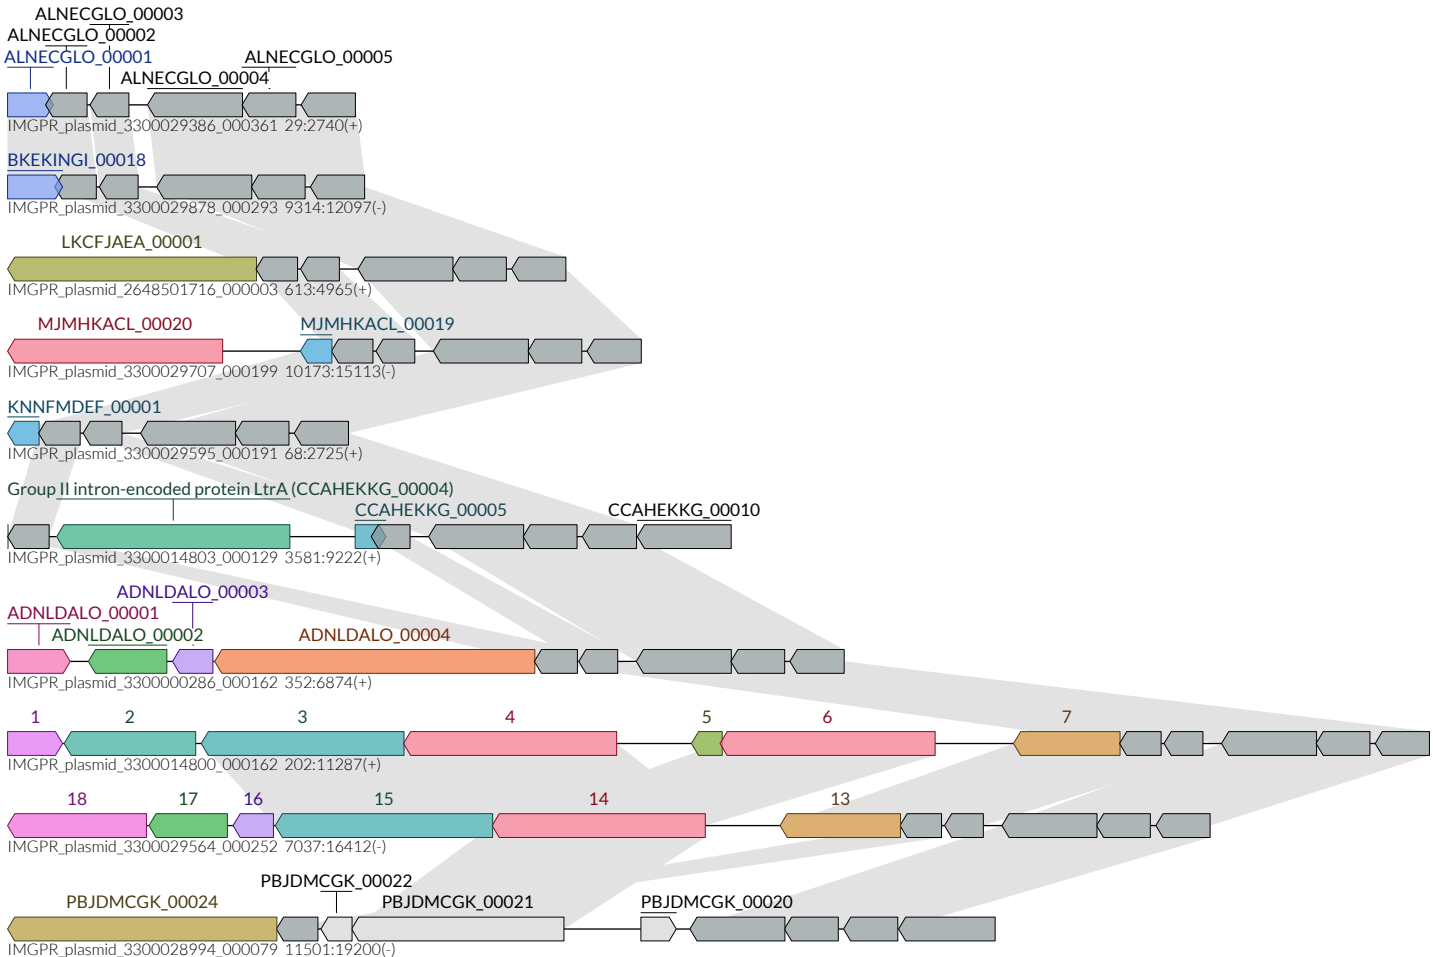 ALNECGLO_00003
ALNECGLO_00002
ALNECGLO_00001 ALNECGLO_00005
ALNECGLO_00004
IMGPR_plasmid_3300029386_000361 29:2740(+)
BKEKINGI_00018
IMGPR_plasmid_3300029878_000293 9314:12097(-)
LKCFJAEA_00001
IMGPR_plasmid_2648501716_000003 613:4965(+)
MJMHKACL_00020 MJMHKACL_00019
IMGPR_plasmid_3300029707_000199 10173:15113(-)
KNNFMDEF_00001
IMGPR_plasmid_3300029595_000191 68:2725(+)
Group II intron-encoded protein LtrA (CCAHEKKG_00004)
CCAHEKKG_00005 CCAHEKKG_00010
IMGPR_plasmid_3300014803_000129 3581:9222(+)
ADNLDALO_00003
ADNLDALO_00001
ADNLDALO_00002 ADNLDALO_00004
IMGPR_plasmid_3300000286_000162 352:6874(+)
1 2 3 4 5 6 7
IMGPR_plasmid_3300014800_000162 202:11287(+)
18 17 16 15 14 13
IMGPR_plasmid_3300029564_000252 7037:16412(-)
PBJDMCGK_00022
PBJDMCGK_00024 PBJDMCGK_00021 PBJDMCGK_00020
IMGPR_plasmid_3300028994_000079 11501:19200(-)